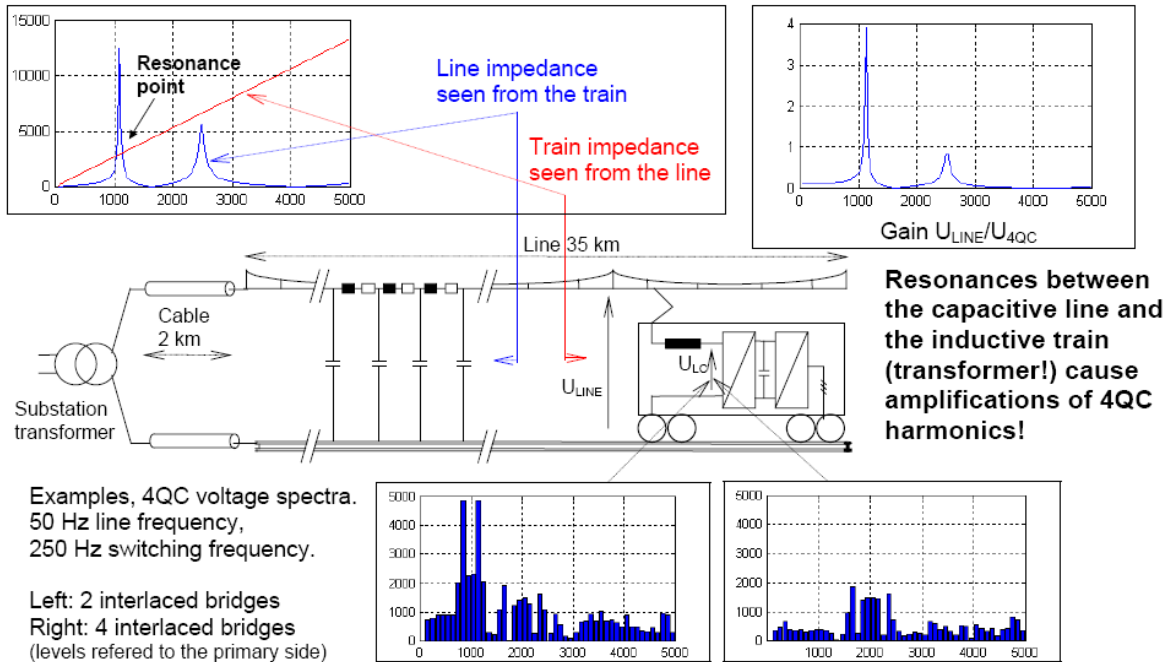 15000
10000
5000
0
0
1000
2000
3000
4000
5000
Resonance
point
Line impedance
seen from the train
Train impedance
seen from the line
4
3
2
1
0
0
1000
2000
3000
4000
5000
Gain U_LINE/U_4QC
Line 35 km
Cable
2 km
Substation
transformer
U_LINE
U_LC
Resonances between
the capacitive line and
the inductive train
(transformer!) cause
amplifications of 4QC
harmonics!
Examples, 4QC voltage spectra.
50 Hz line frequency,
250 Hz switching frequency.
Left: 2 interlaced bridges
Right: 4 interlaced bridges
(levels refered to the primary side)
5000
4000
3000
2000
1000
0
0
1000
2000
3000
4000
5000
5000
4000
3000
2000
1000
0
0
1000
2000
3000
4000
5000